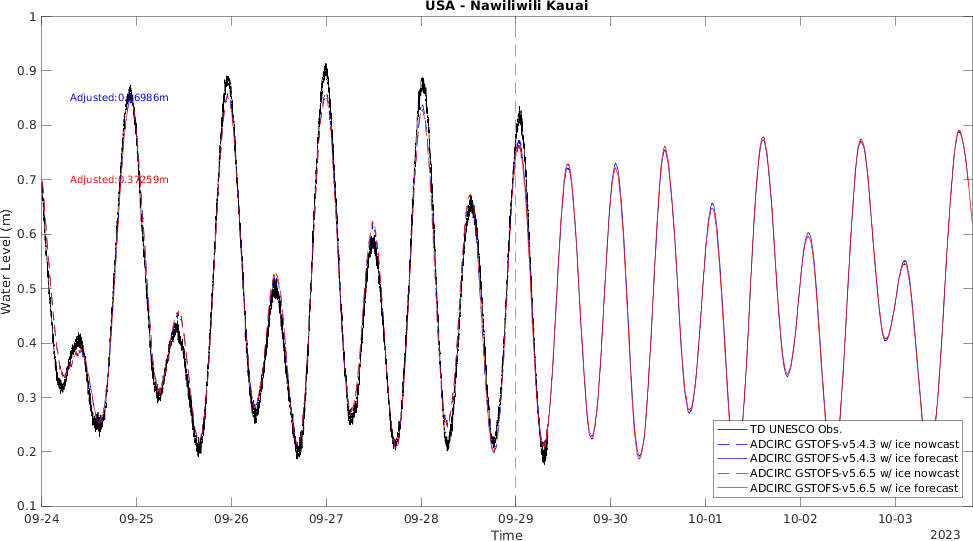 USA - Nawiliwili Kauai
1
0.9
0.8
0.7
0.6
0.5
0.4
0.3
0.2
0.1
Water Level (m)
Adjusted:0.36986m
Adjusted:0.37259m
TD UNESCO Obs.
ADCIRC GSTOFS-v5.4.3 w/ ice nowcast
ADCIRC GSTOFS-v5.4.3 w/ ice forecast
ADCIRC GSTOFS-v5.6.5 w/ ice nowcast
ADCIRC GSTOFS-v5.6.5 w/ ice forecast
09-24 09-25 09-26 09-27 09-28 09-29 09-30 10-01 10-02 10-03
Time
2023